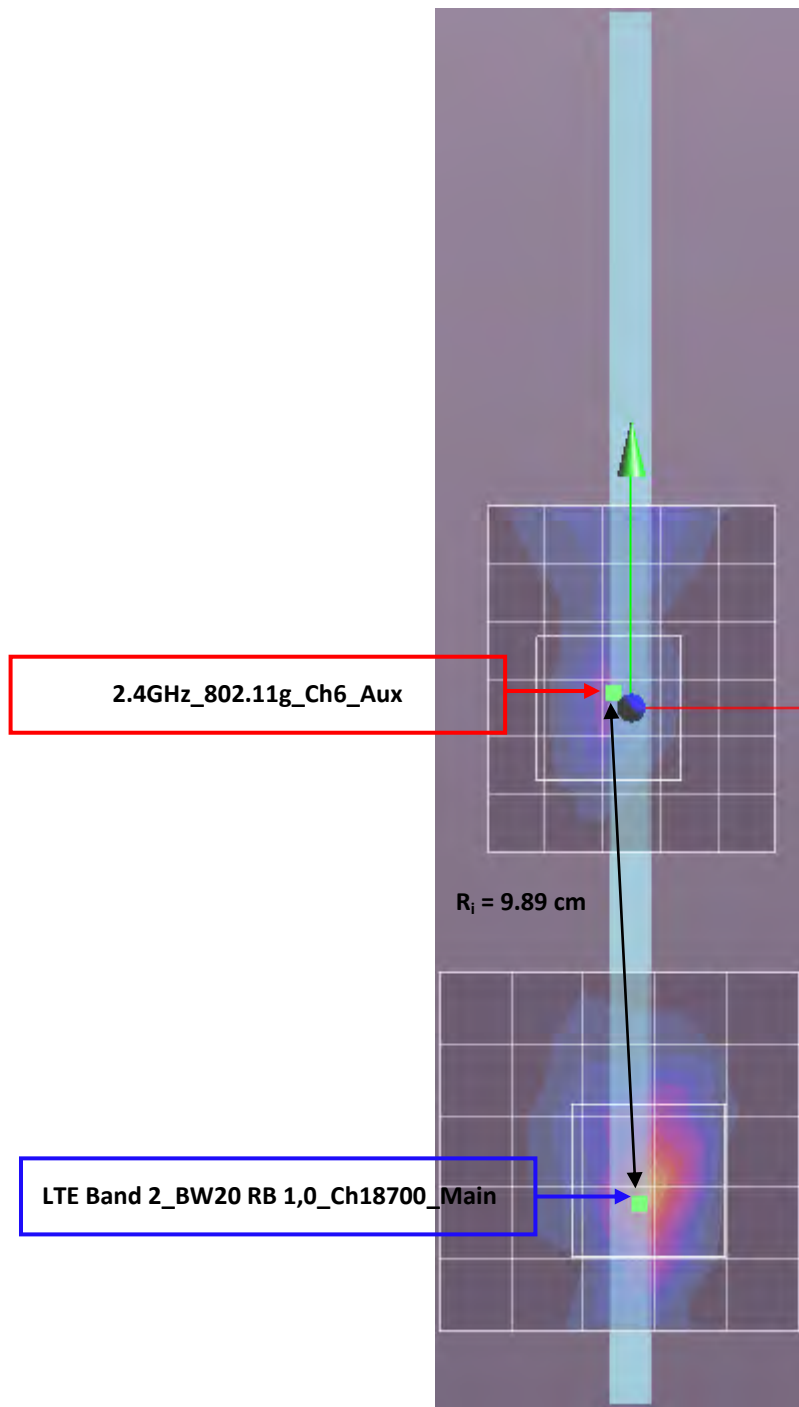 2.4GHz_802.11g_Ch6_Aux
Rᵢ = 9.89 cm
LTE Band 2_BW20 RB 1,0_Ch18700_Main